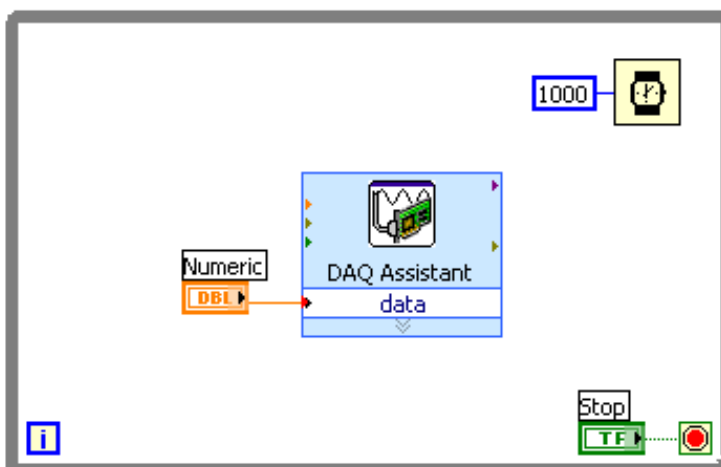 1000
Numeric
DBL
DAQ Assistant
data
i
Stop
TF